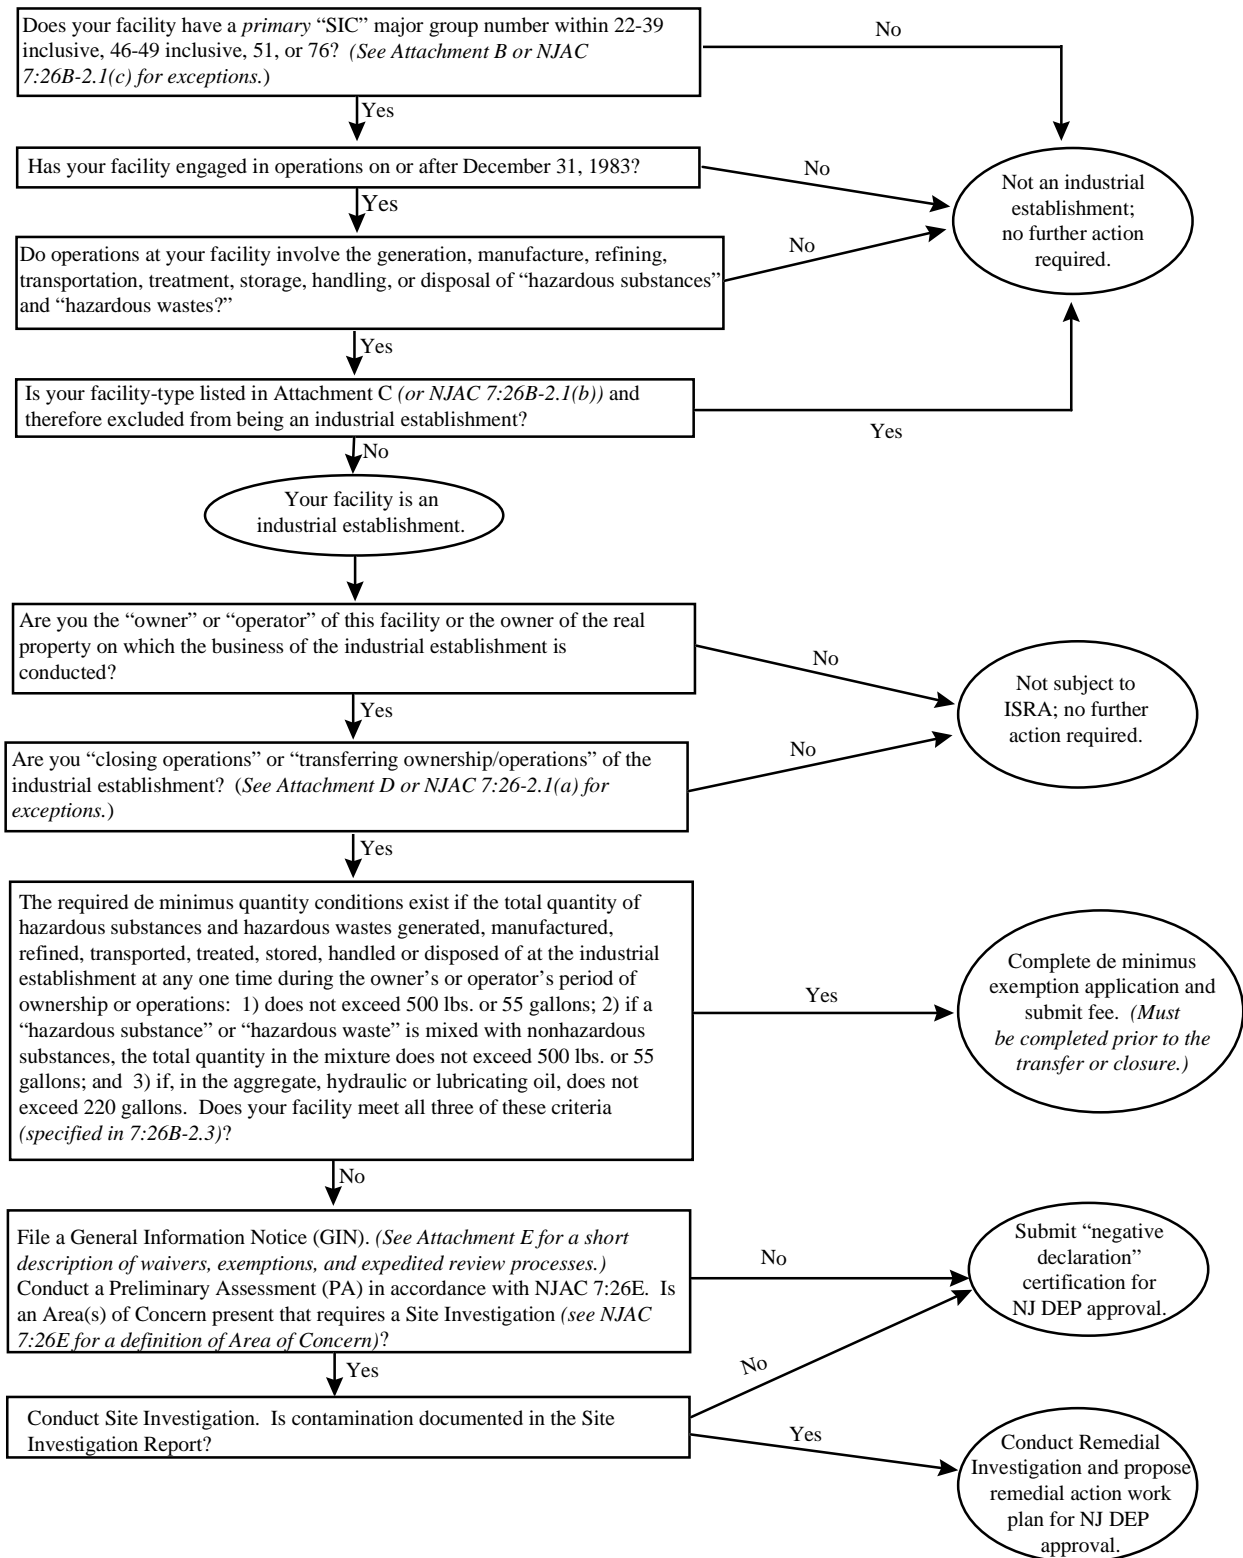 Does your facility have a primary “SIC” major group number within 22-39
inclusive, 46-49 inclusive, 51, or 76?  (See Attachment B or NJAC
7:26B-2.1(c) for exceptions.)
No
Yes
Has your facility engaged in operations on or after December 31, 1983?
No
Not an industrial
establishment;
no further action
required.
Yes
Do operations at your facility involve the generation, manufacture, refining,
transportation, treatment, storage, handling, or disposal of “hazardous substances”
and “hazardous wastes?”
No
Yes
Is your facility-type listed in Attachment C (or NJAC 7:26B-2.1(b)) and
therefore excluded from being an industrial establishment?
Yes
No
Your facility is an
industrial establishment.
Are you the “owner” or “operator” of this facility or the owner of the real
property on which the business of the industrial establishment is
conducted?
No
Not subject to
ISRA; no further
action required.
Yes
Are you “closing operations” or “transferring ownership/operations” of the
industrial establishment?  (See Attachment D or NJAC 7:26-2.1(a) for
exceptions.)
No
Yes
The required de minimus quantity conditions exist if the total quantity of
hazardous substances and hazardous wastes generated, manufactured,
refined, transported, treated, stored, handled or disposed of at the industrial
establishment at any one time during the owner’s or operator’s period of
ownership or operations:  1) does not exceed 500 lbs. or 55 gallons; 2) if a
“hazardous substance” or “hazardous waste” is mixed with nonhazardous
substances, the total quantity in the mixture does not exceed 500 lbs. or 55
gallons; and  3) if, in the aggregate, hydraulic or lubricating oil, does not
exceed 220 gallons.  Does your facility meet all three of these criteria
(specified in 7:26B-2.3)?
Yes
Complete de minimus
exemption application and
submit fee.  (Must
be completed prior to the
transfer or closure.)
No
File a General Information Notice (GIN). (See Attachment E for a short
description of waivers, exemptions, and expedited review processes.)
Conduct a Preliminary Assessment (PA) in accordance with NJAC 7:26E.  Is
an Area(s) of Concern present that requires a Site Investigation (see NJAC
7:26E for a definition of Area of Concern)?
No
Submit “negative
declaration”
certification for
NJ DEP approval.
Yes
No
Conduct Site Investigation.  Is contamination documented in the Site
Investigation Report?
Yes
Conduct Remedial
Investigation and propose
remedial action work
plan for NJ DEP
approval.